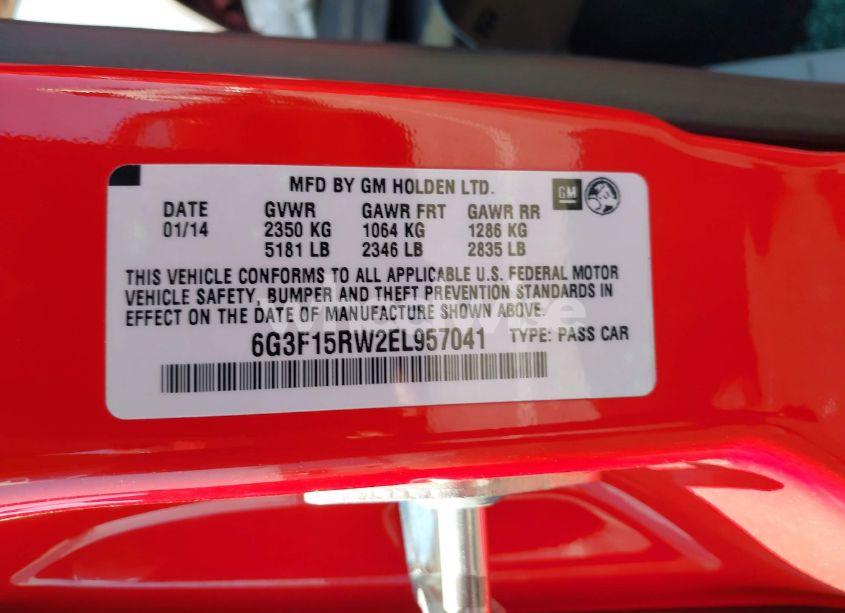 MFD BY GM HOLDEN LTD.
GM
DATE GVWR GAWR FRT GAWR RR
01/14 2350 KG 1064 KG 1286 KG
5181 LB 2346 LB 2835 LB
THIS VEHICLE CONFORMS TO ALL APPLICABLE U.S. FEDERAL MOTOR
VEHICLE SAFETY, BUMPER AND THEFT PREVENTION STANDARDS IN
EFFECT ON THE DATE OF MANUFACTURE SHOWN ABOVE.
6G3F15RW2EL957041 TYPE: PASS CAR